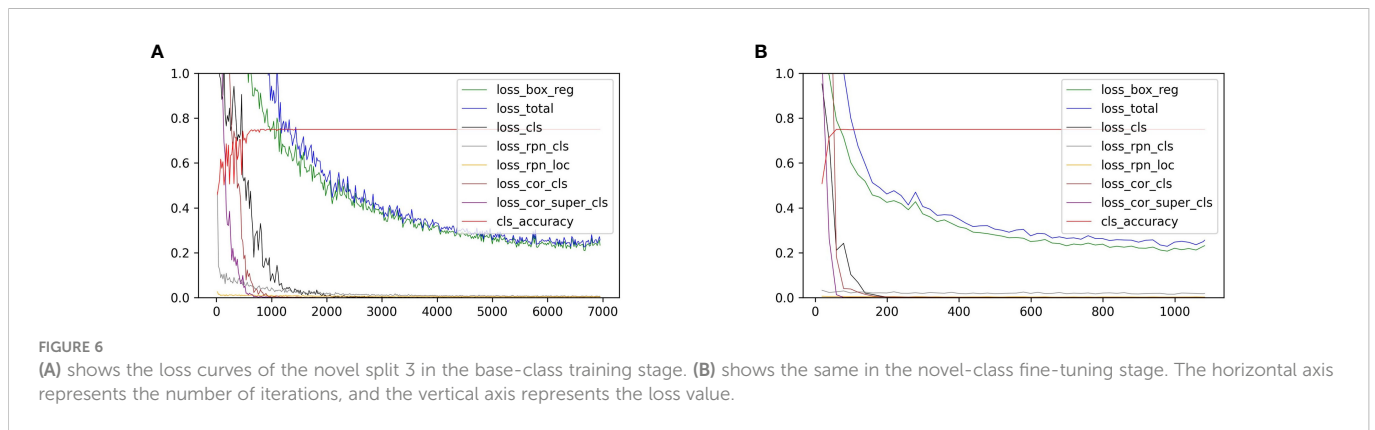 A
B
1.0
0.8
0.6
0.4
0.2
0.0
0
1000
2000
3000
4000
5000
6000
7000
loss_box_reg
loss_total
loss_cls
loss_rpn_cls
loss_rpn_loc
loss_cor_cls
loss_cor_super_cls
cls_accuracy
1.0
0.8
0.6
0.4
0.2
0.0
0
200
400
600
800
1000
loss_box_reg
loss_total
loss_cls
loss_rpn_cls
loss_rpn_loc
loss_cor_cls
loss_cor_super_cls
cls_accuracy
FIGURE 6
(A) shows the loss curves of the novel split 3 in the base-class training stage. (B) shows the same in the novel-class fine-tuning stage. The horizontal axis
represents the number of iterations, and the vertical axis represents the loss value.